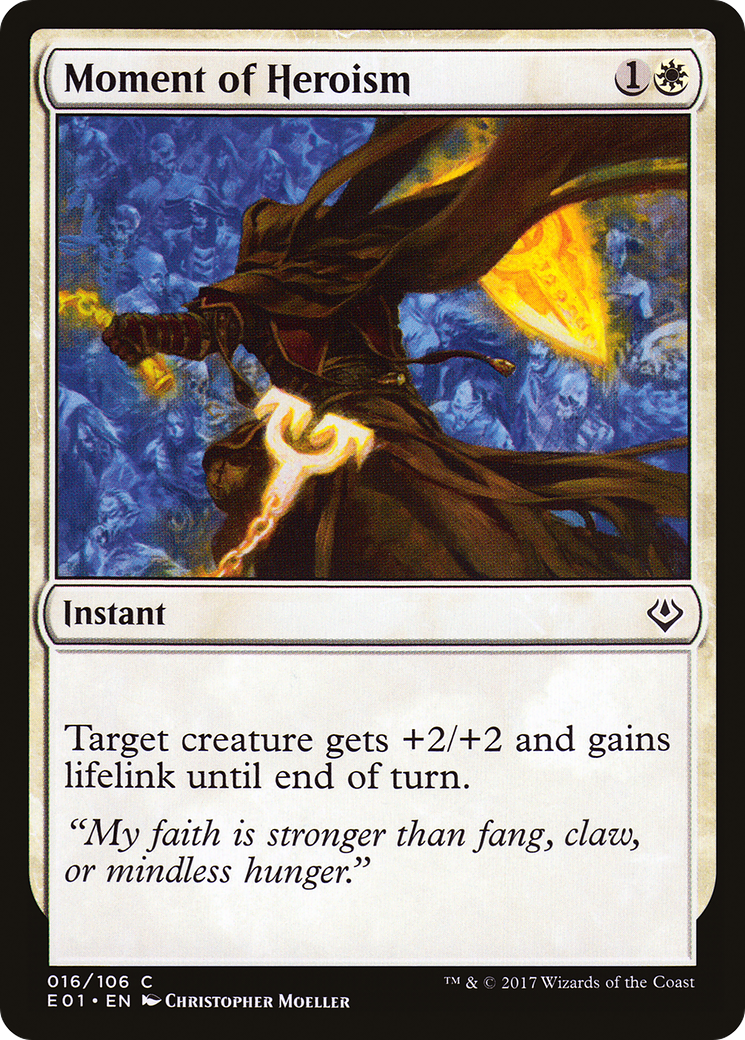 Moment of Heroism 1
Instant
Target creature gets +2/+2 and gains
lifelink until end of turn.
“My faith is stronger than fang, claw,
or mindless hunger.”
016/106 C
™ & © 2017 Wizards of the Coast
E01 • EN Christopher Moeller